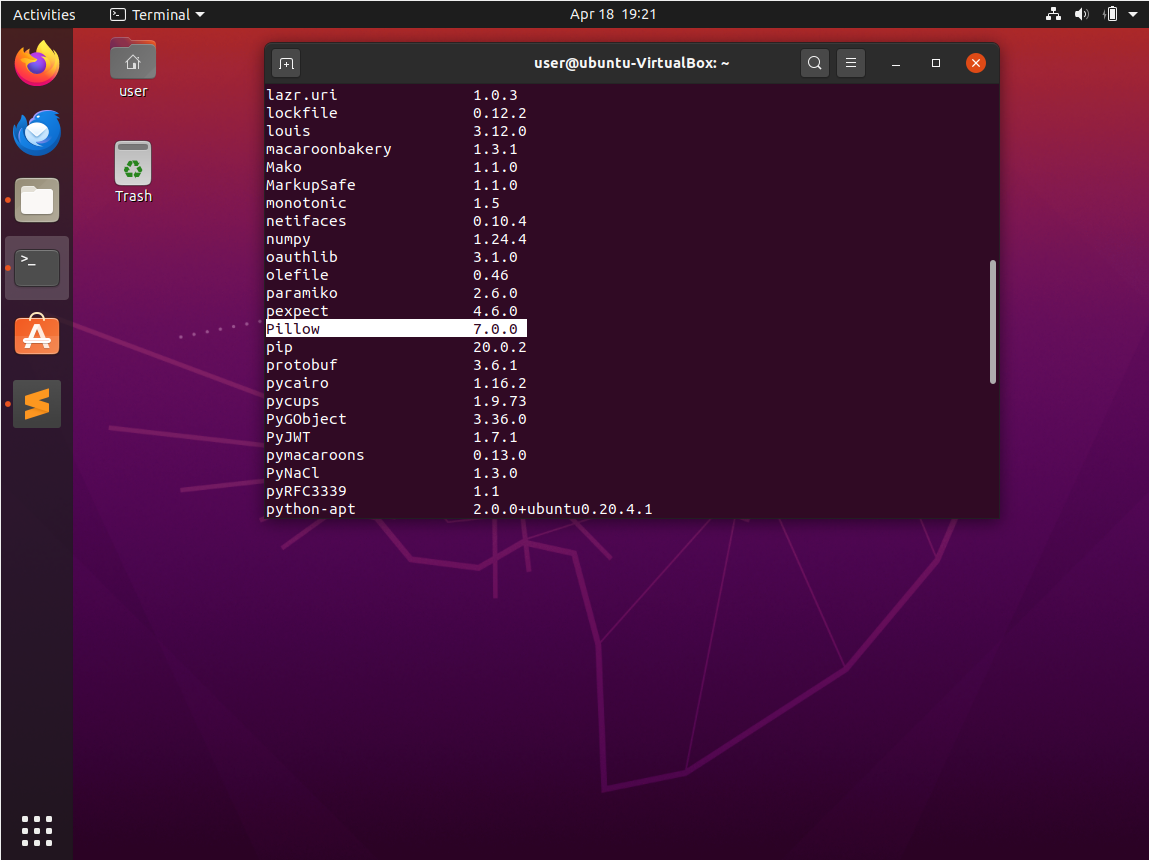 Activities Terminal Apr 18 19:21
user
Trash
user@ubuntu-VirtualBox: ~
lazr.uri 1.0.3
lockfile 0.12.2
louis 3.12.0
macaroonbakery 1.3.1
Mako 1.1.0
MarkupSafe 1.1.0
monotonic 1.5
netifaces 0.10.4
numpy 1.24.4
oauthlib 3.1.0
olefile 0.46
paramiko 2.6.0
pexpect 4.6.0
Pillow 7.0.0
pip 20.0.2
protobuf 3.6.1
pycairo 1.16.2
pycups 1.9.73
PyGObject 3.36.0
PyJWT 1.7.1
pymacaroons 0.13.0
PyNaCl 1.3.0
pyRFC3339 1.1
python-apt 2.0.0+ubuntu0.20.4.1